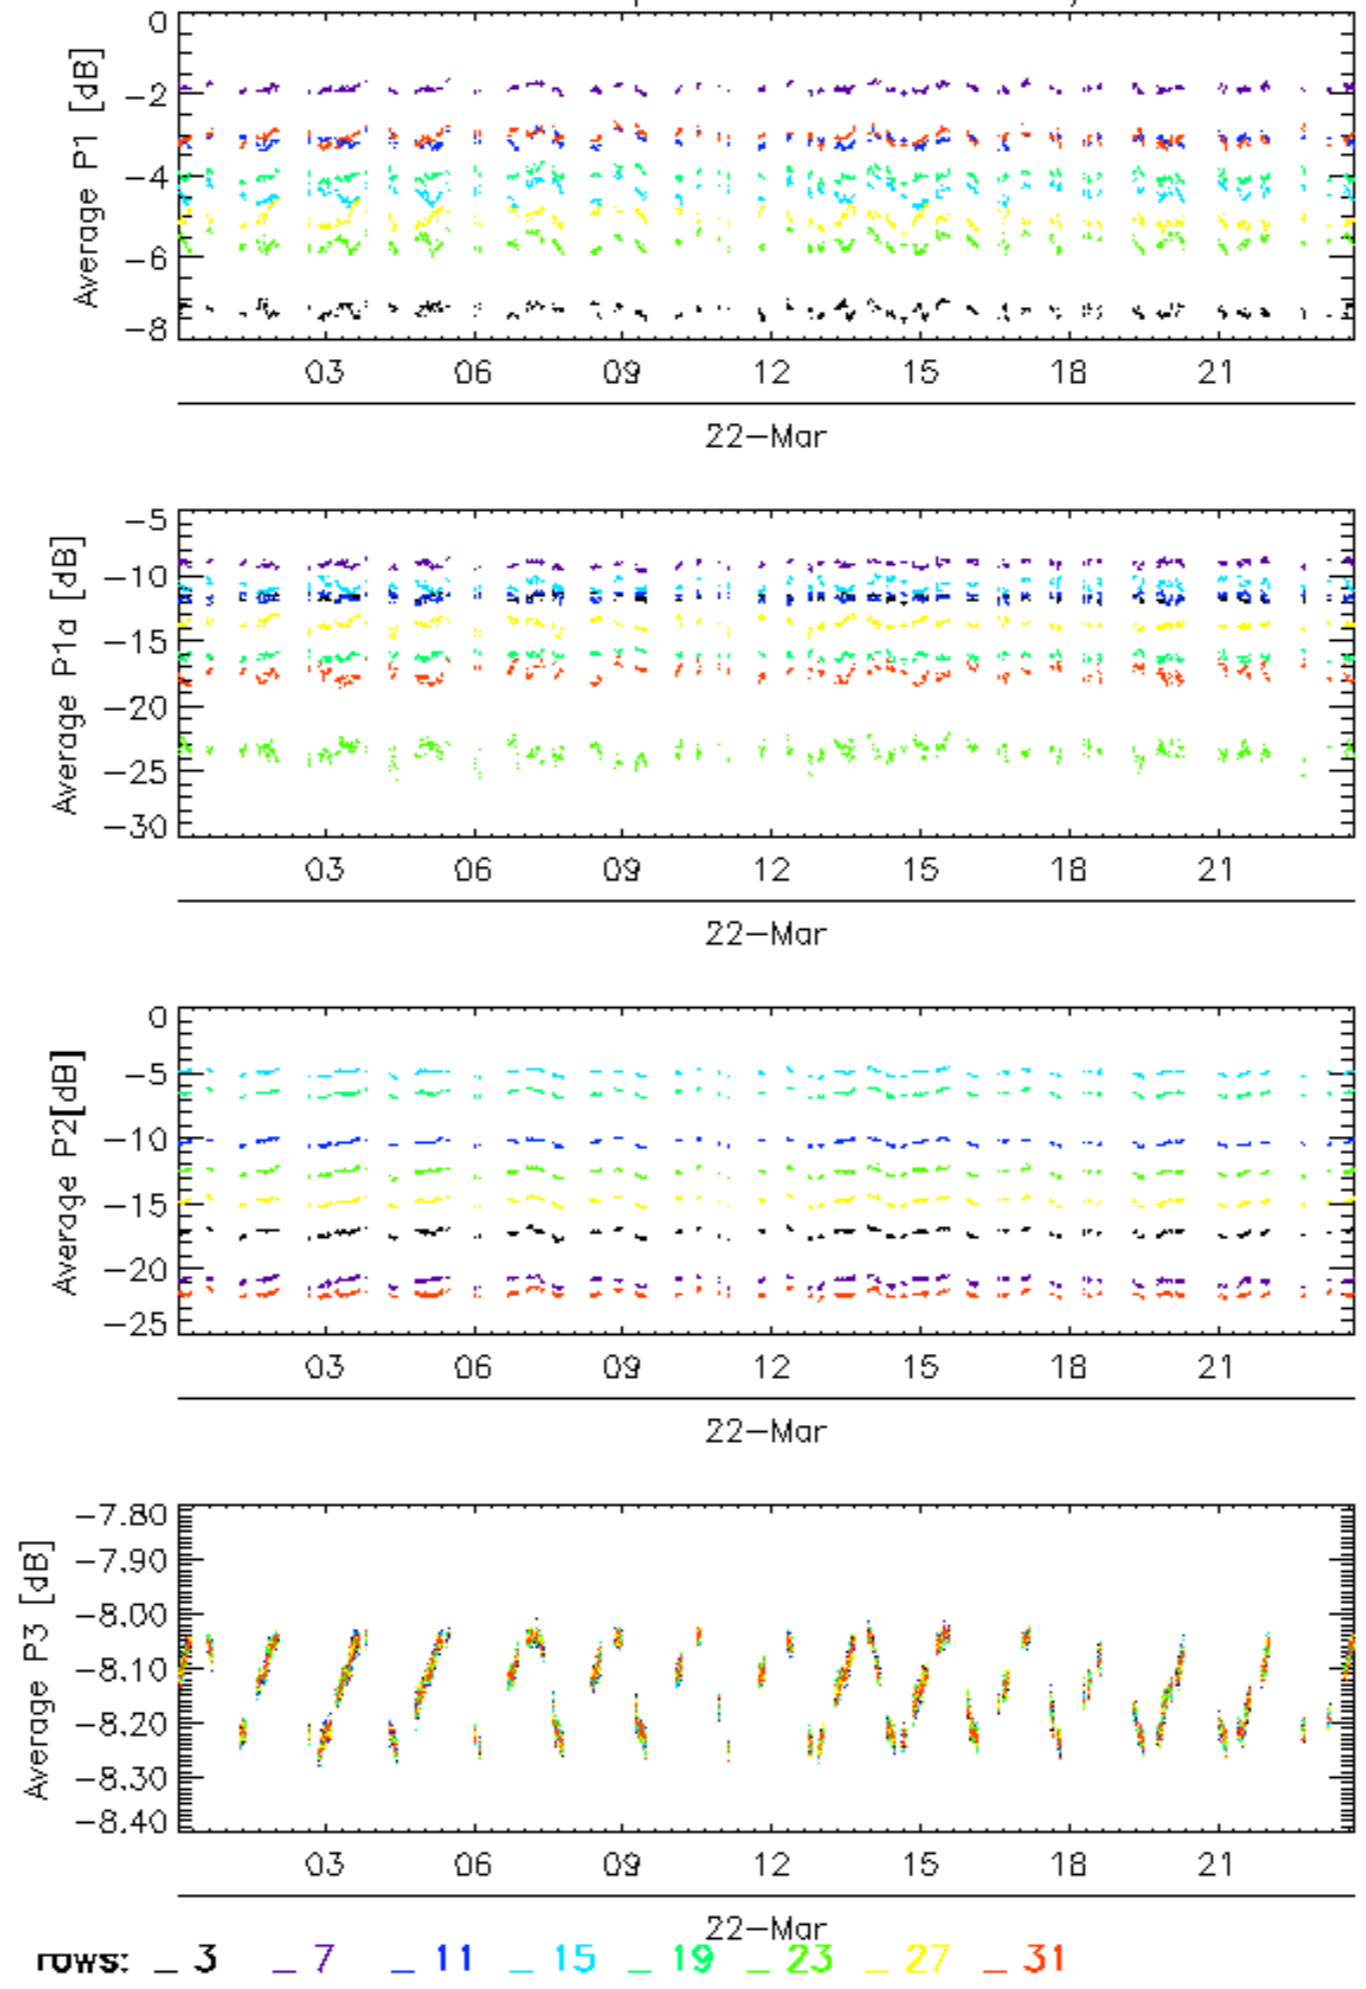 Average P1 [dB]
0
-2
-4
-6
-8
03 06 09 12 15 18 21
22-Mar
Average P1a [dB]
-5
-10
-15
-20
-25
-30
03 06 09 12 15 18 21
22-Mar
Average P2[dB]
0
-5
-10
-15
-20
-25
03 06 09 12 15 18 21
22-Mar
Average P3 [dB]
-7.80
-7.90
-8.00
-8.10
-8.20
-8.30
-8.40
03 06 09 12 15 18 21
22-Mar
rows: _ 3 _ 7 _ 11 _ 15 _ 19 _ 23 _ 27 _ 31